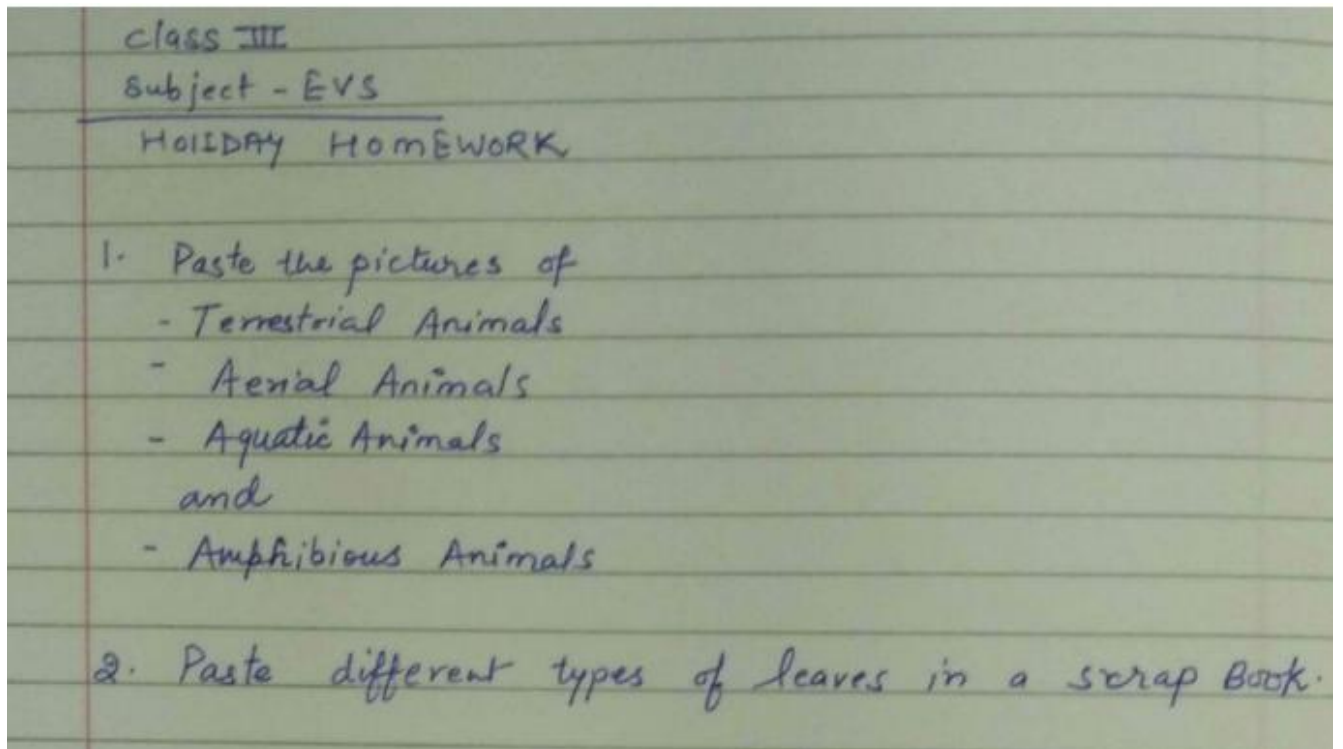 class III
Subject - EVS
HOlIDAY HomEWORK
1. Paste the pictures of
- Terrestrial Animals
- Aerial Animals
- Aquatic Animals
and
- Amphibious Animals
2. Paste different types of leaves in a scrap Book.